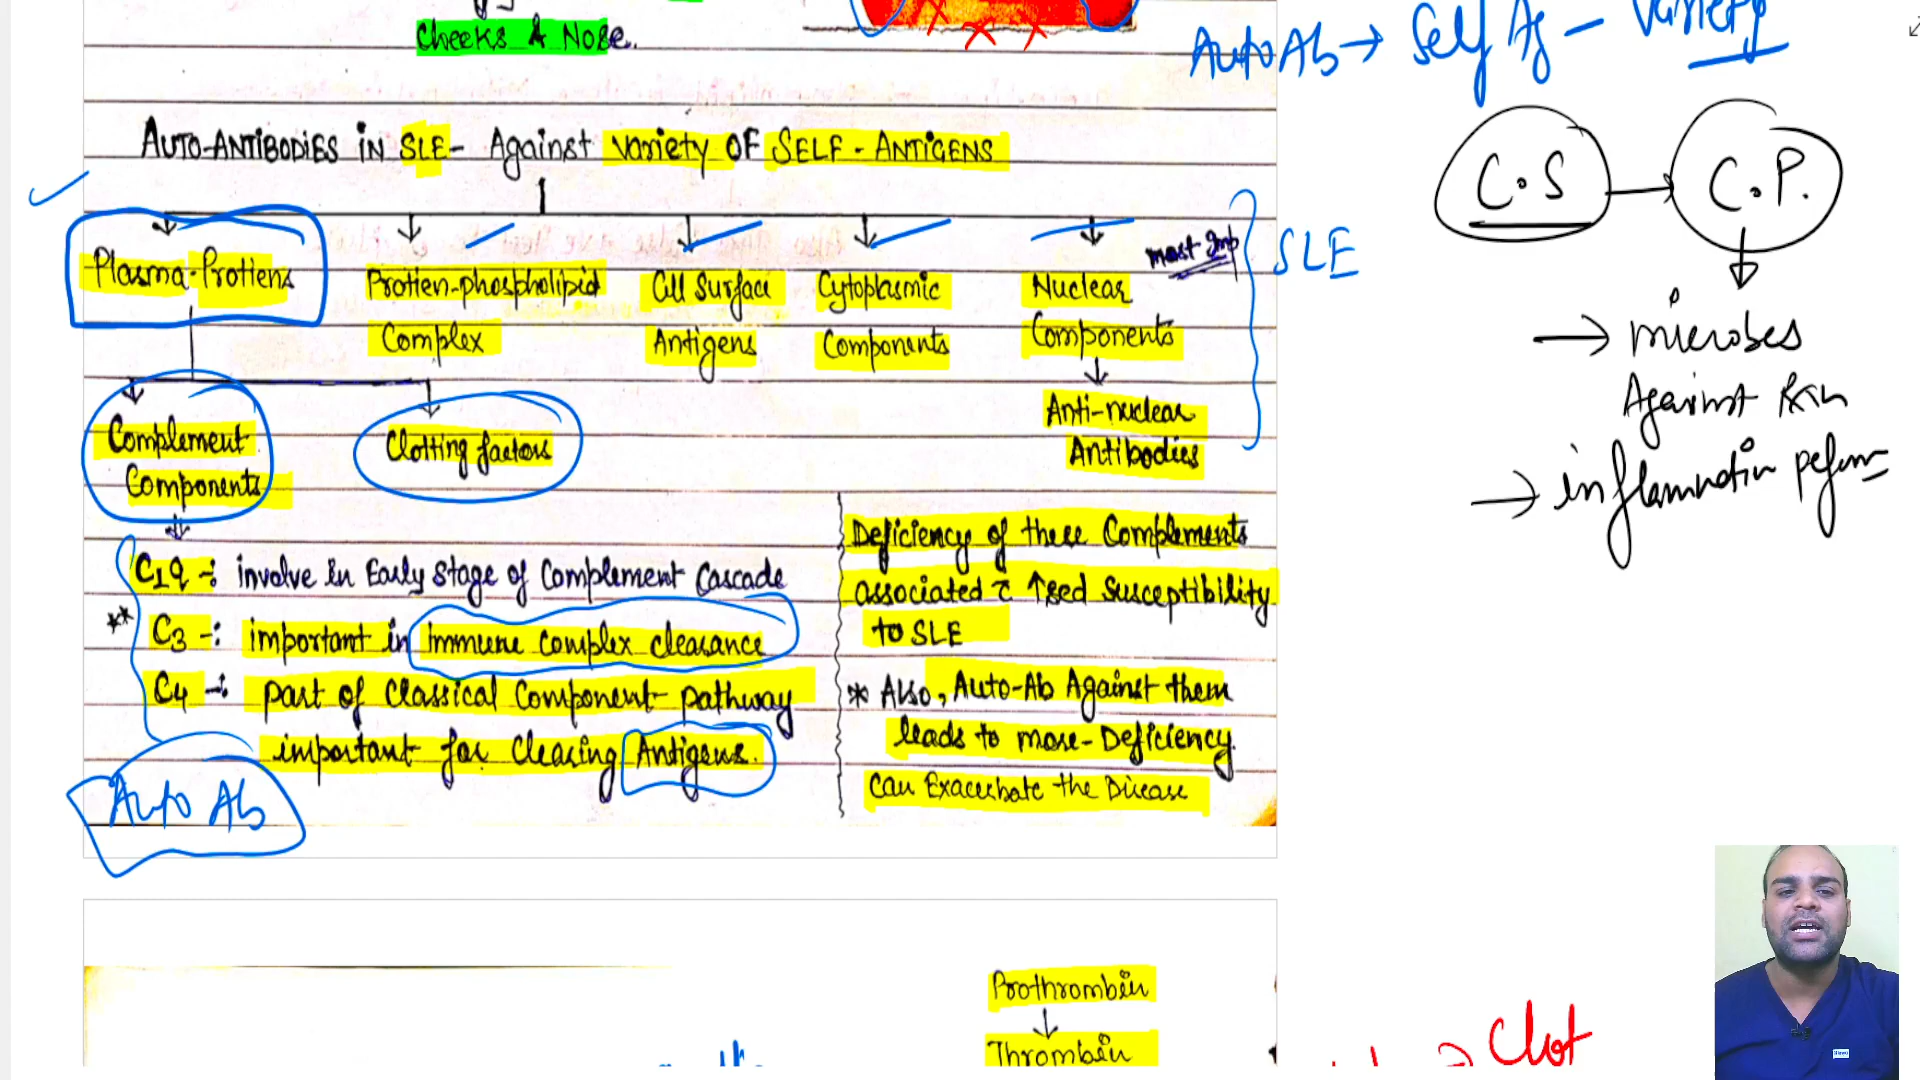 Cheeks & Nose.
Auto Ab → Self Ag – Variety
AUTO-ANTIBODIES IN SLE - Against Variety OF SELF - ANTIGENS
C.S → C.P.
Plasma-Protiens
Protien-phospholipid Complex
Cell Surface Antigens
Cytoplasmic Components
Nuclear Components
most Imp
SLE
Anti-nuclear Antibodies
Complement Components
Clotting factors
→ microbes
Against
→ inflammation
C1q -: involve in Early stage of Complement Cascade
** C3 -: important in immune complex clearance
C4 -: part of Classical Component pathway
important for clearing Antigens.
Auto Ab
Deficiency of these Complements
associated c̄ ↑sed Susceptibility
to SLE
* Also, Auto-Ab Against them
leads to more-Deficiency.
Can Exacerbate the Disease
Prothrombin
↓
Thrombin
→ Clot